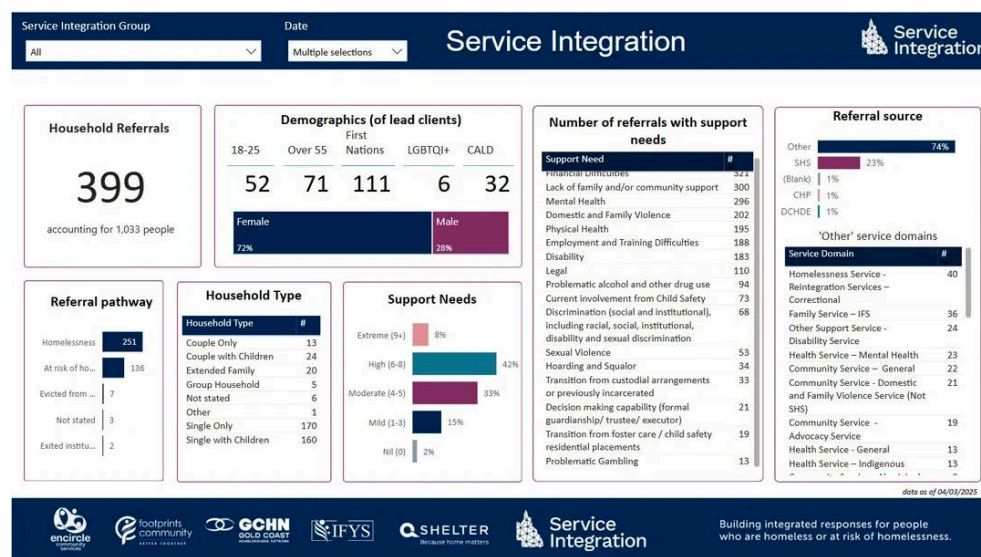 Service Integration Group
All
Date
Multiple selections
Service Integration
Service
Integration
Household Referrals
399
accounting for 1,033 people
Demographics (of lead clients)
18-25
Over 55
First
Nations
LGBTQI+
CALD
52
71
111
6
32
Female
72%
Male
28%
Number of referrals with support
needs
Support Need #
Financial Difficulties 321
Lack of family and/or community support 300
Mental Health 296
Domestic and Family Violence 202
Physical Health 195
Employment and Training Difficulties 188
Disability 183
Legal 110
Problematic alcohol and other drug use 94
Current involvement from Child Safety 73
Discrimination (social and institutional), 68
including racial, social, institutional,
disability and sexual discrimination
Sexual Violence 53
Hoarding and Squalor 34
Transition from custodial arrangements 33
or previously incarcerated
Decision making capability (formal 21
guardianship/ trustee/ executor)
Transition from foster care / child safety 19
residential placements
Problematic Gambling 13
Referral source
Other 74%
SHS 23%
(Blank) 1%
CHP 1%
DCHDE 1%
'Other' service domains
Service Domain #
Homelessness Service - 40
Reintegration Services –
Correctional
Family Service – IFS 36
Other Support Service - 24
Disability Service
Health Service – Mental Health 23
Community Service – General 22
Community Service - Domestic 21
and Family Violence Service (Not
SHS)
Community Service - 19
Advocacy Service
Health Service - General 13
Health Service – Indigenous 13
Referral pathway
Homelessness 251
At risk of ho... 136
Evicted from ... 7
Not stated 3
Exited institu... 2
Household Type
Household Type #
Couple Only 13
Couple with Children 24
Extended Family 20
Group Household 5
Not stated 6
Other 1
Single Only 170
Single with Children 160
Support Needs
Extreme (9+) 8%
High (6-8) 42%
Moderate (4-5) 33%
Mild (1-3) 15%
Nil (0) 2%
data as of 04/03/2025
encircle
community
services
footprints
community
BETTER TOGETHER
GCHN
GOLD COAST
HOMELESSNESS NETWORK
IFYS
Q SHELTER
Because home matters
Service
Integration
Building integrated responses for people
who are homeless or at risk of homelessness.